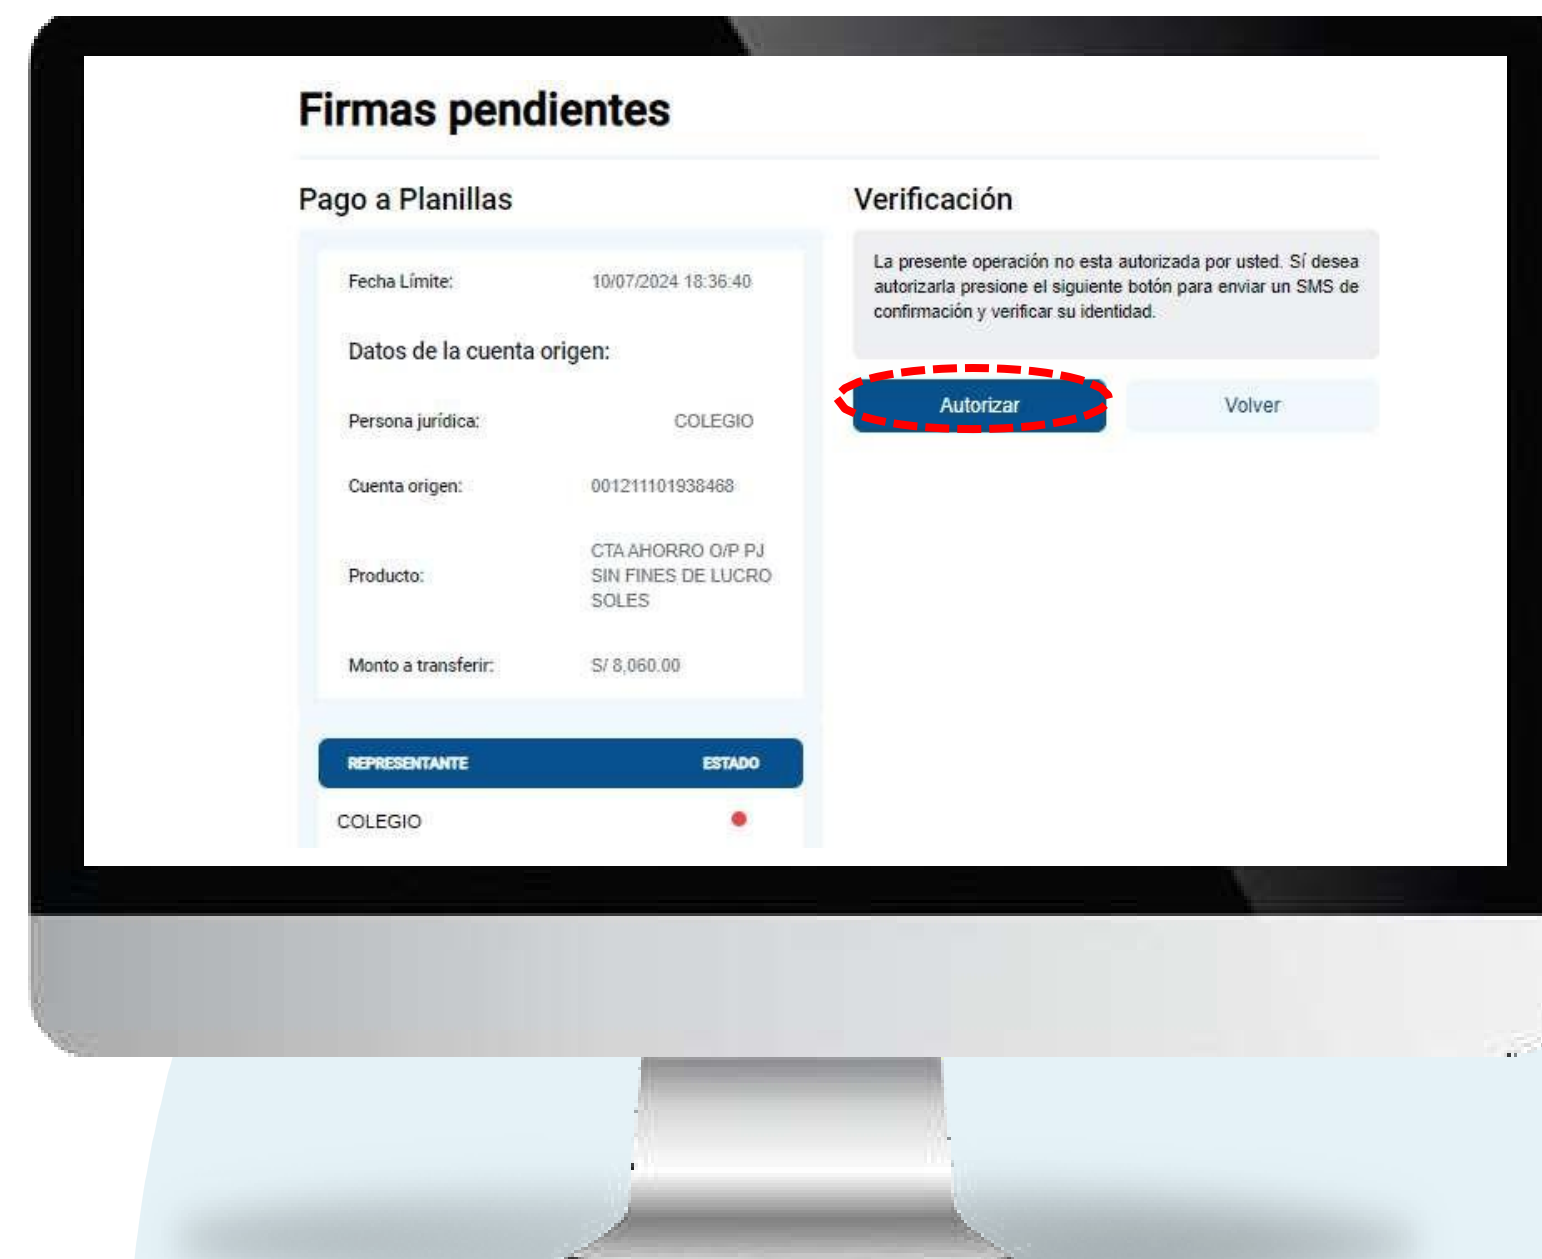 Firmas pendientes
Pago a Planillas
Fecha Límite: 10/07/2024 18:36:40
Datos de la cuenta origen:
Persona jurídica: COLEGIO
Cuenta origen: 001211101938468
Producto: CTA AHORRO O/P PJ
SIN FINES DE LUCRO
SOLES
Monto a transferir: S/ 8,060.00
REPRESENTANTE ESTADO
COLEGIO
Verificación
La presente operación no esta autorizada por usted. Sí desea
autorizarla presione el siguiente botón para enviar un SMS de
confirmación y verificar su identidad.
Autorizar Volver